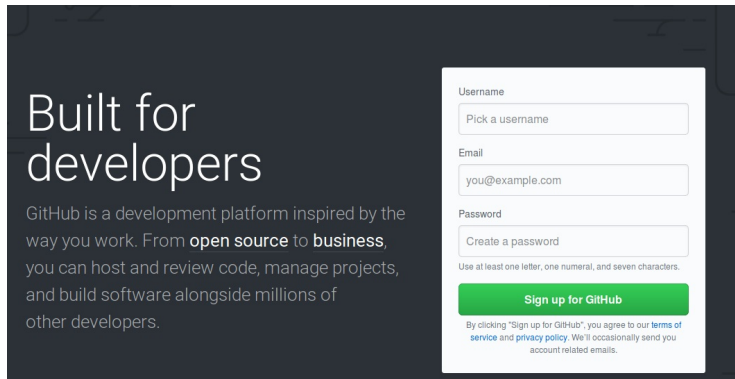 Built for
developers
GitHub is a development platform inspired by the
way you work. From open source to business,
you can host and review code, manage projects,
and build software alongside millions of
other developers.
Username
Pick a username
Email
you@example.com
Password
Create a password
Use at least one letter, one numeral, and seven characters.
Sign up for GitHub
By clicking "Sign up for GitHub", you agree to our terms of
service and privacy policy. We’ll occasionally send you
account related emails.